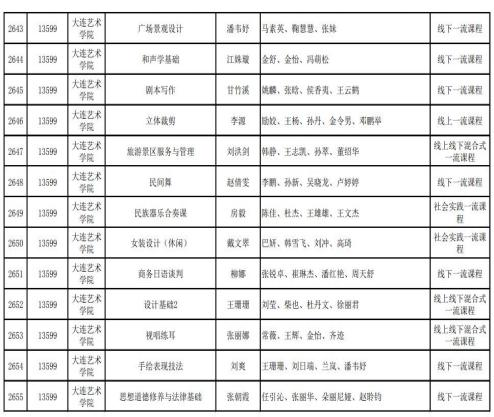 2643 13599 大连艺术学院 广场景观设计 潘韦妤 马素英、鞠慧慧、张妹 线下一流课程
2644 13599 大连艺术学院 和声学基础 江姝璇 金舒、金怡、冯萌松 线下一流课程
2645 13599 大连艺术学院 剧本写作 甘竹溪 姚麟、张晗、侯香夷、王云鹤 线下一流课程
2646 13599 大连艺术学院 立体裁剪 李源 励姣、王杨、孙丹、金令男、邓鹏卒 线上一流课程
2647 13599 大连艺术学院 旅游景区服务与管理 刘洪剑 韩静、王志凯、孙萃、董绍华 线上线下混合式一流课程
2648 13599 大连艺术学院 民间舞 赵倩雯 李鹏、孙新、吴晓龙、卢婷婷 线下一流课程
2649 13599 大连艺术学院 民族器乐合奏课 房毅 陈佳、杜杰、王雄雄、王文杰 社会实践一流课程
2650 13599 大连艺术学院 女装设计（休闲） 戴文翠 巴妍、韩雪飞、刘冲、高琦 社会实践一流课程
2651 13599 大连艺术学院 商务日语谈判 柳娜 张锐卓、崔琳杰、潘红艳、周天舒 线下一流课程
2652 13599 大连艺术学院 设计基础2 王珊珊 刘莹、柴也、杜丹文、徐丽君 线上线下混合式一流课程
2653 13599 大连艺术学院 视唱练耳 张丽娜 常薇、王辉、金怡、齐迹 线上线下混合式一流课程
2654 13599 大连艺术学院 手绘表现技法 刘爽 王珊珊、刘日端、兰岚、潘韦妤 线下一流课程
2655 13599 大连艺术学院 思想道德修养与法律基础 张朝霞 任引沁、张丽华、朵丽尼娅、赵聆钧 线下一流课程